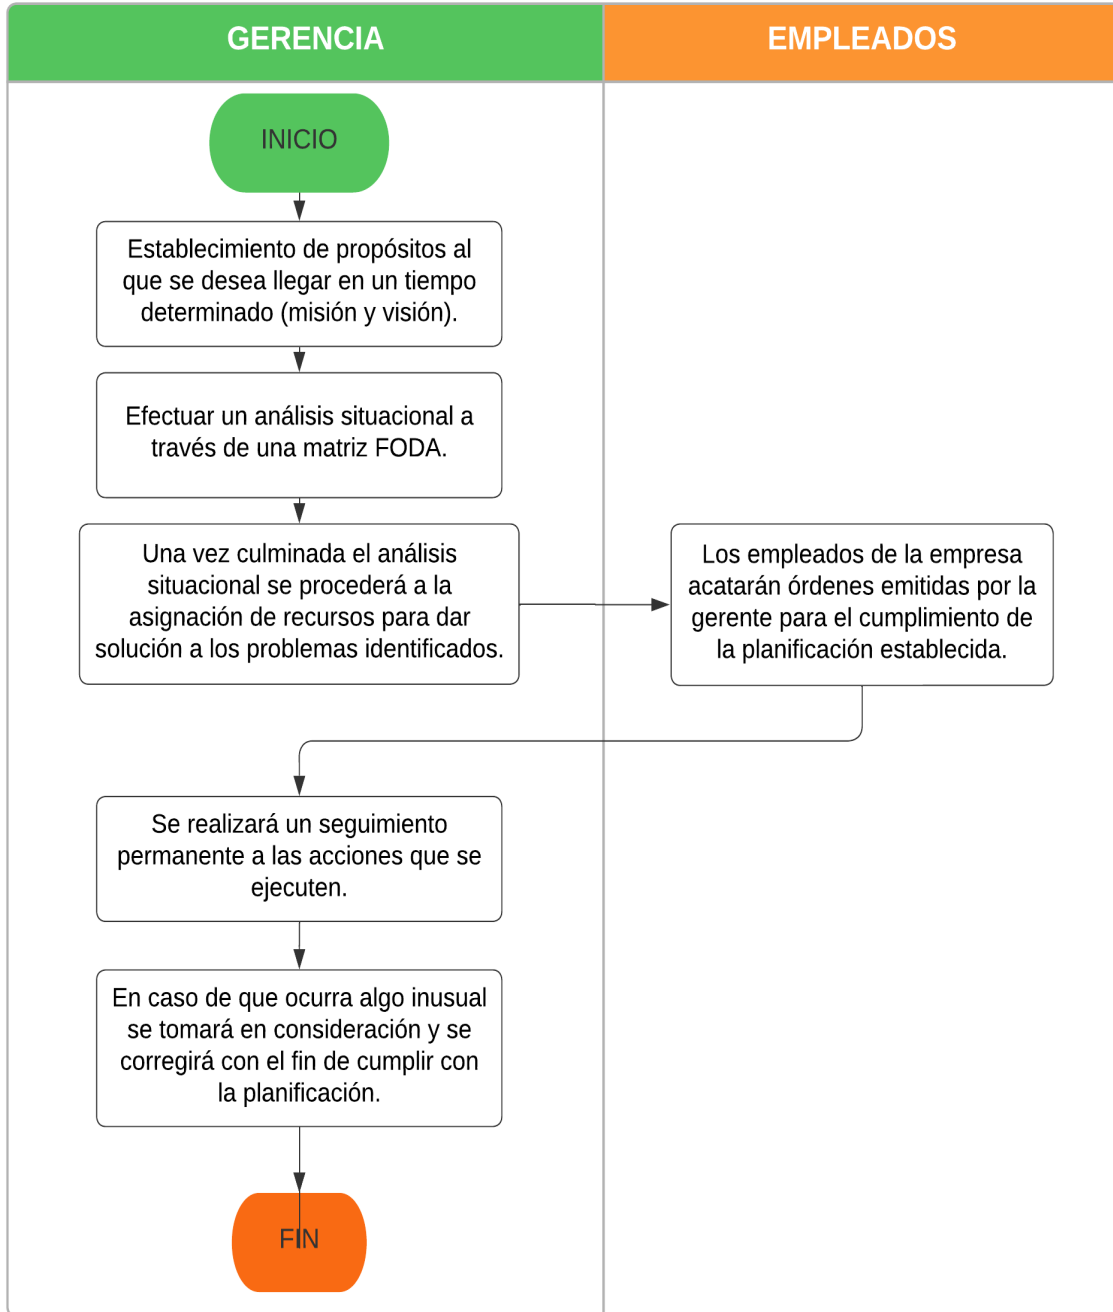 GERENCIA
EMPLEADOS
INICIO
Establecimiento de propósitos al
que se desea llegar en un tiempo
determinado (misión y visión).
Efectuar un análisis situacional a
través de una matriz FODA.
Una vez culminada el análisis
situacional se procederá a la
asignación de recursos para dar
solución a los problemas identificados.
Los empleados de la empresa
acatarán órdenes emitidas por la
gerente para el cumplimiento de
la planificación establecida.
Se realizará un seguimiento
permanente a las acciones que se
ejecuten.
En caso de que ocurra algo inusual
se tomará en consideración y se
corregirá con el fin de cumplir con
la planificación.
FIN